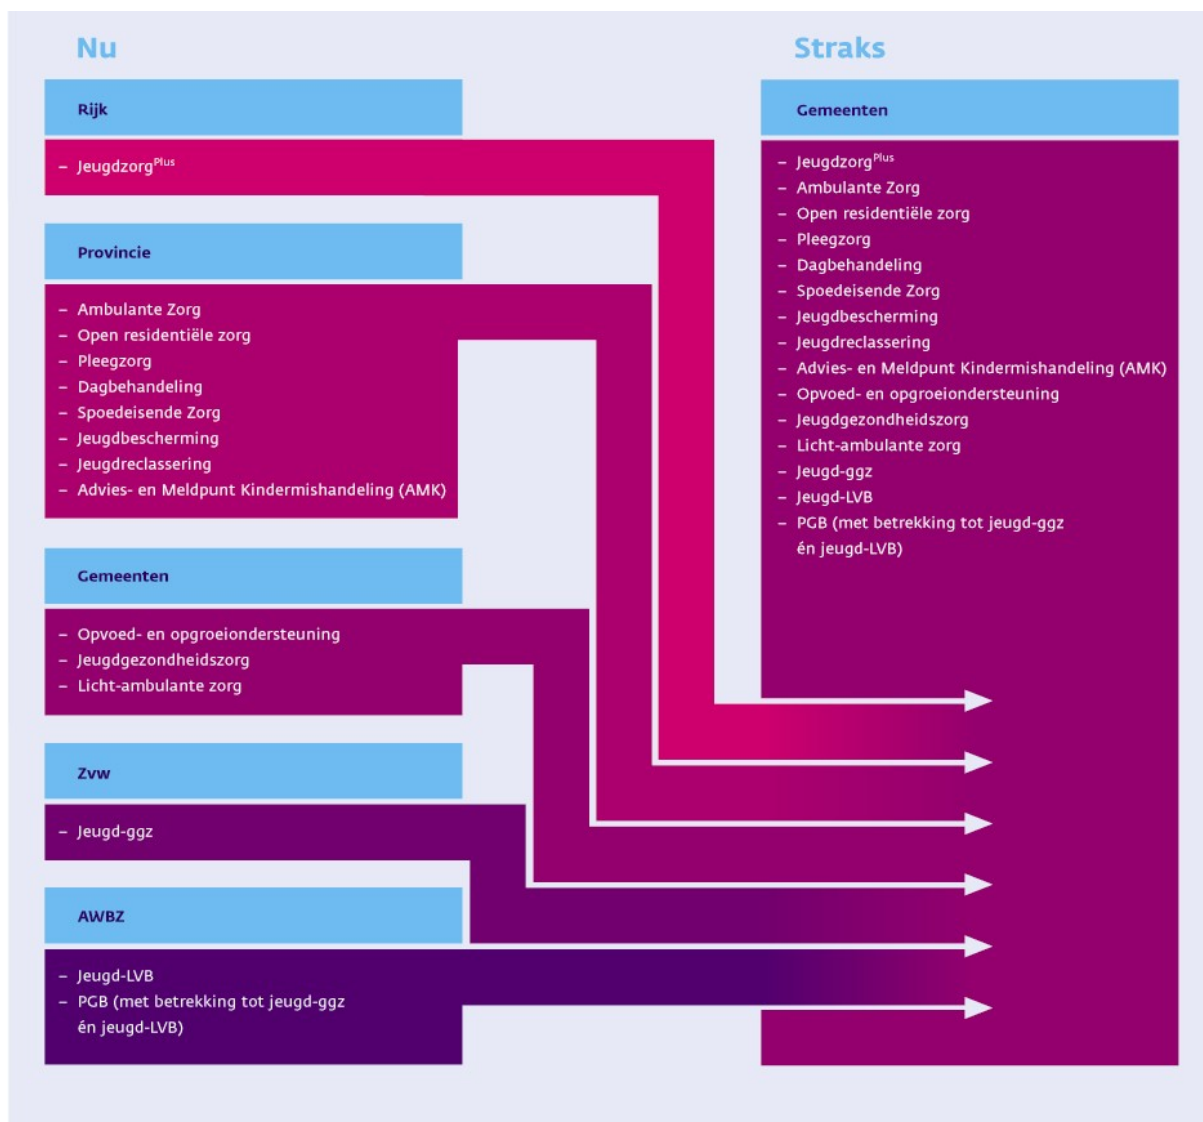 Nu
Rijk
– Jeugdzorg^Plus
Provincie
– Ambulante Zorg
– Open residentiële zorg
– Pleegzorg
– Dagbehandeling
– Spoedeisende Zorg
– Jeugdbescherming
– Jeugdreclassering
– Advies- en Meldpunt Kindermishandeling (AMK)
Gemeenten
– Opvoed- en opgroeiondersteuning
– Jeugdgezondheidszorg
– Licht-ambulante zorg
Zvw
– Jeugd-ggz
AWBZ
– Jeugd-LVB
– PGB (met betrekking tot jeugd-ggz
én jeugd-LVB)
Straks
Gemeenten
– Jeugdzorg^Plus
– Ambulante Zorg
– Open residentiële zorg
– Pleegzorg
– Dagbehandeling
– Spoedeisende Zorg
– Jeugdbescherming
– Jeugdreclassering
– Advies- en Meldpunt Kindermishandeling (AMK)
– Opvoed- en opgroeiondersteuning
– Jeugdgezondheidszorg
– Licht-ambulante zorg
– Jeugd-ggz
– Jeugd-LVB
– PGB (met betrekking tot jeugd-ggz
én jeugd-LVB)